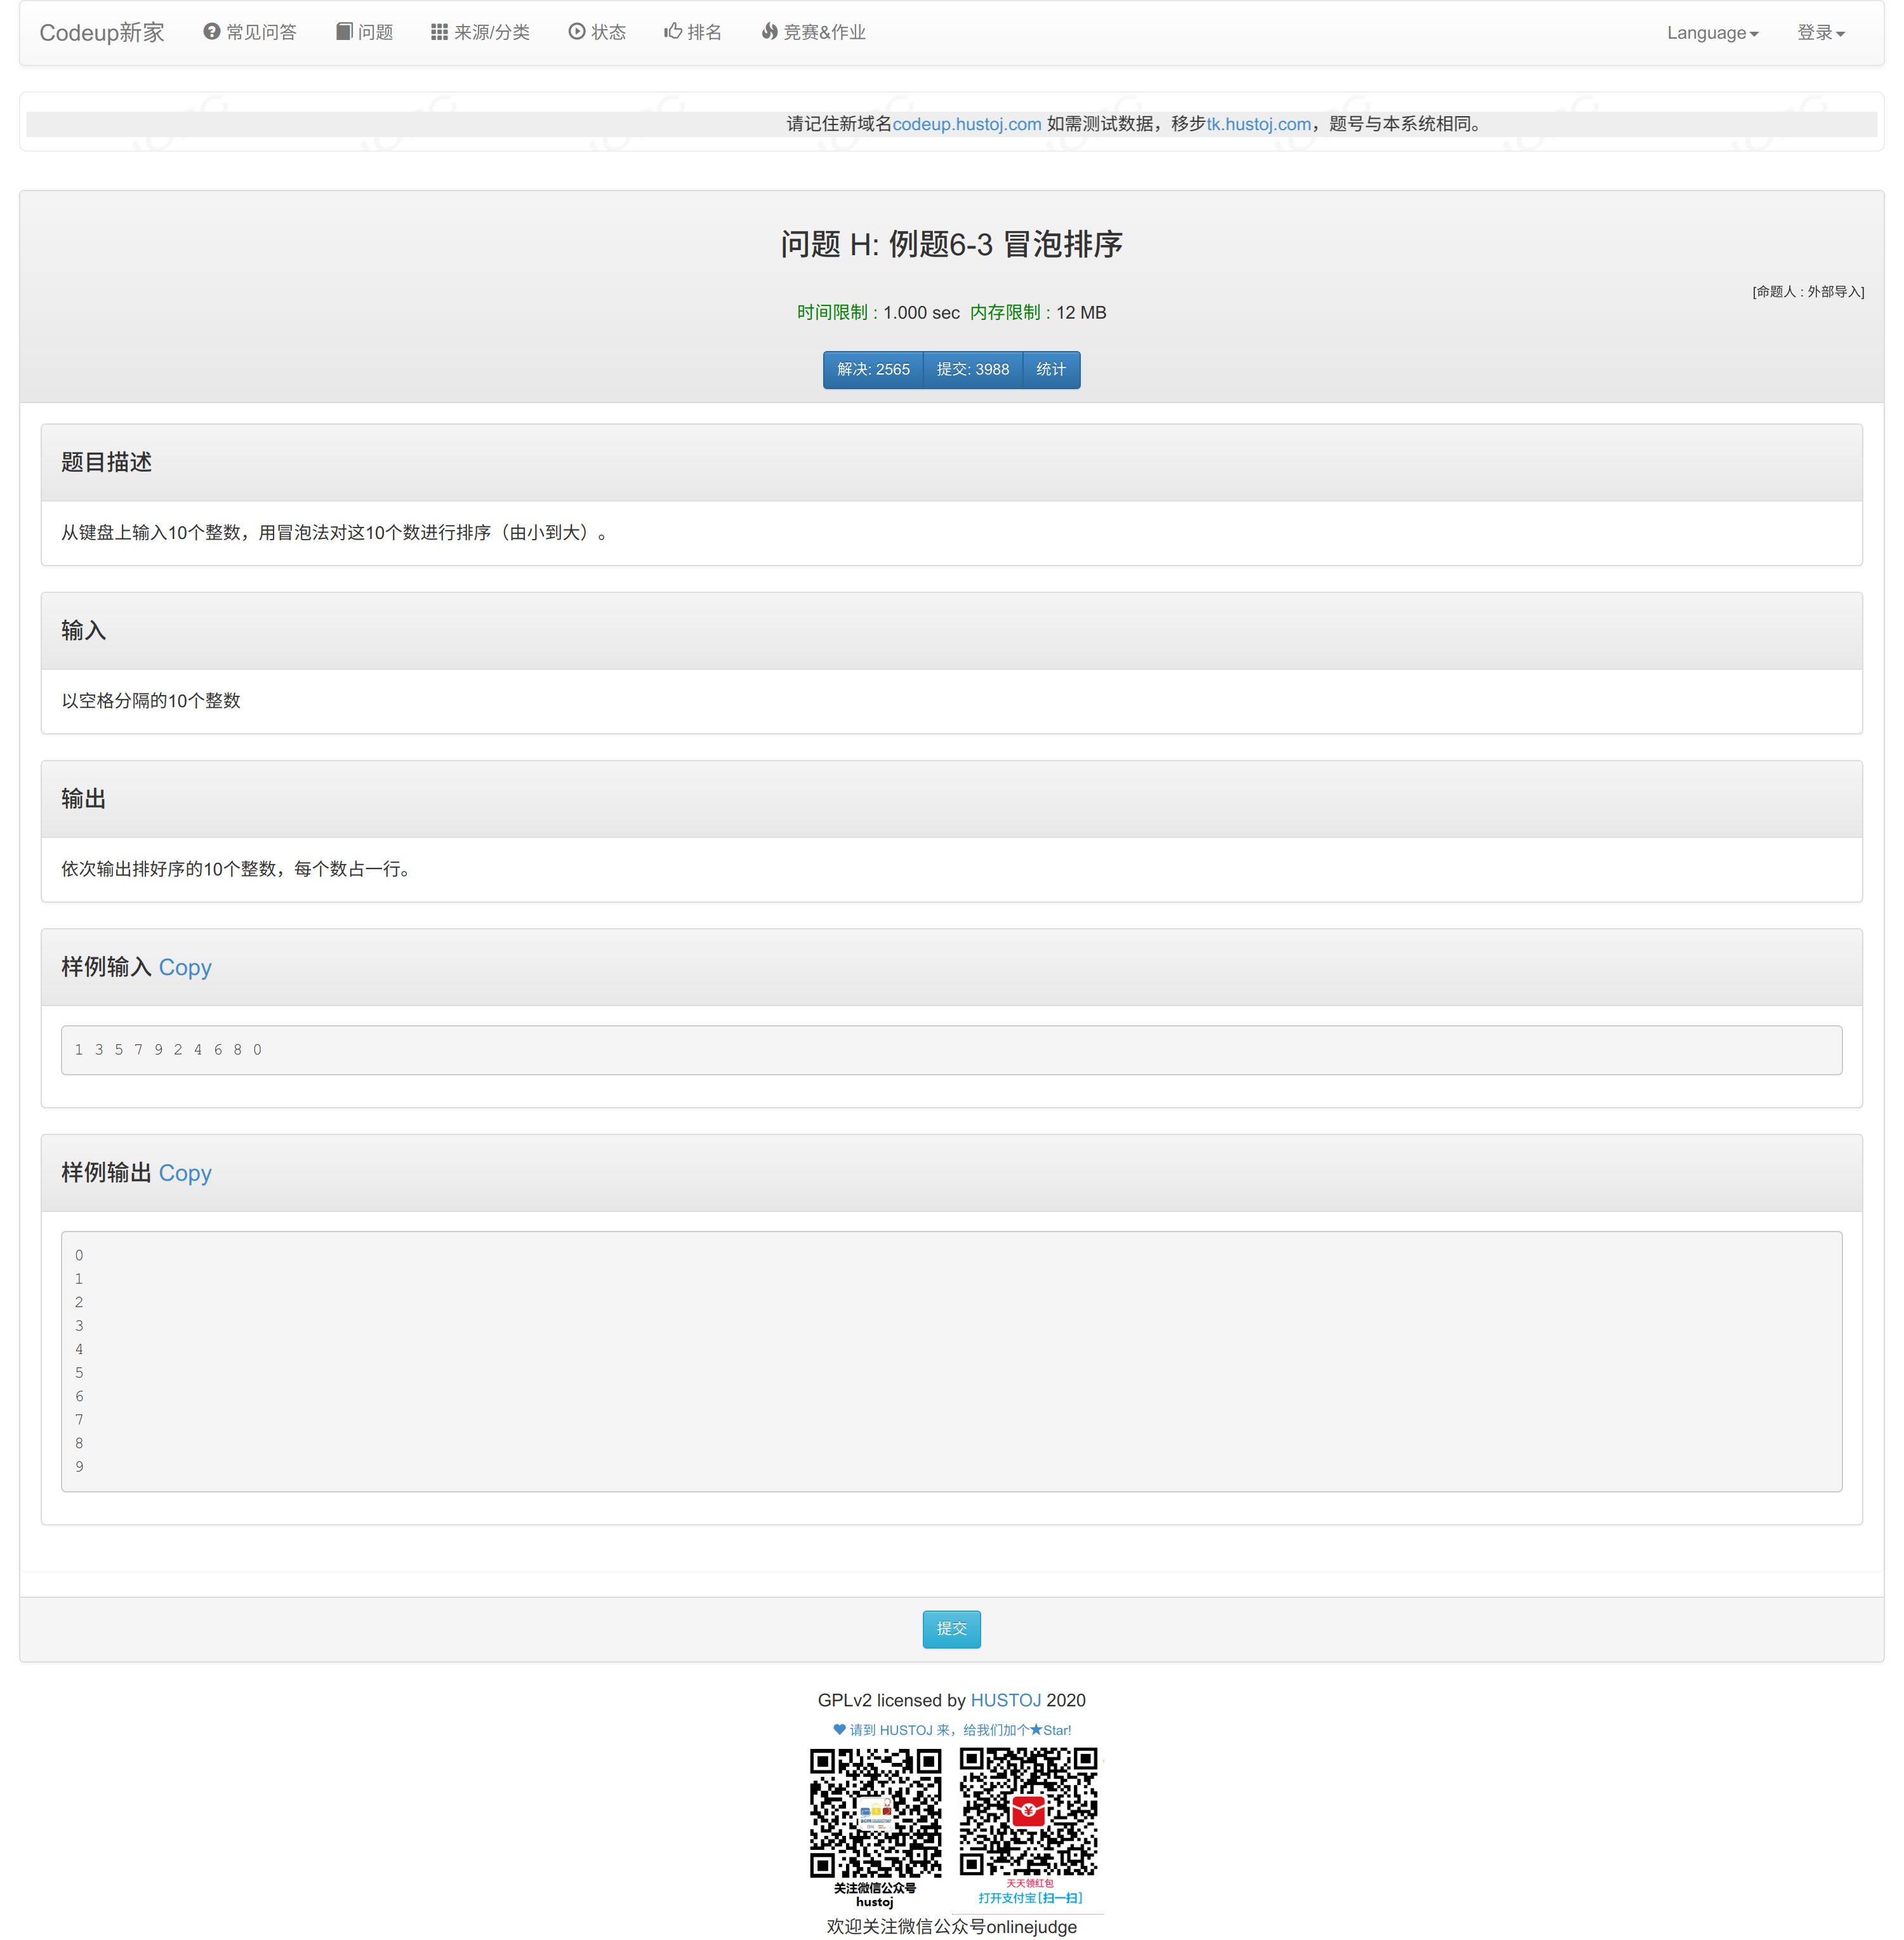 Codeup新家 常见问答 问题 来源/分类 状态 排名 竞赛&作业 Language 登录
请记住新域名codeup.hustoj.com 如需测试数据，移步tk.hustoj.com，题号与本系统相同。
问题 H: 例题6-3 冒泡排序
[命题人 : 外部导入]
时间限制 : 1.000 sec 内存限制 : 12 MB
解决: 2565 提交: 3988 统计
题目描述
从键盘上输入10个整数，用冒泡法对这10个数进行排序（由小到大）。
输入
以空格分隔的10个整数
输出
依次输出排好序的10个整数，每个数占一行。
样例输入 Copy
1 3 5 7 9 2 4 6 8 0
样例输出 Copy
0
1
2
3
4
5
6
7
8
9
提交
GPLv2 licensed by HUSTOJ 2020
请到 HUSTOJ 来，给我们加个★Star!
关注微信公众号
hustoj
天天领红包
打开支付宝[扫一扫]
欢迎关注微信公众号onlinejudge